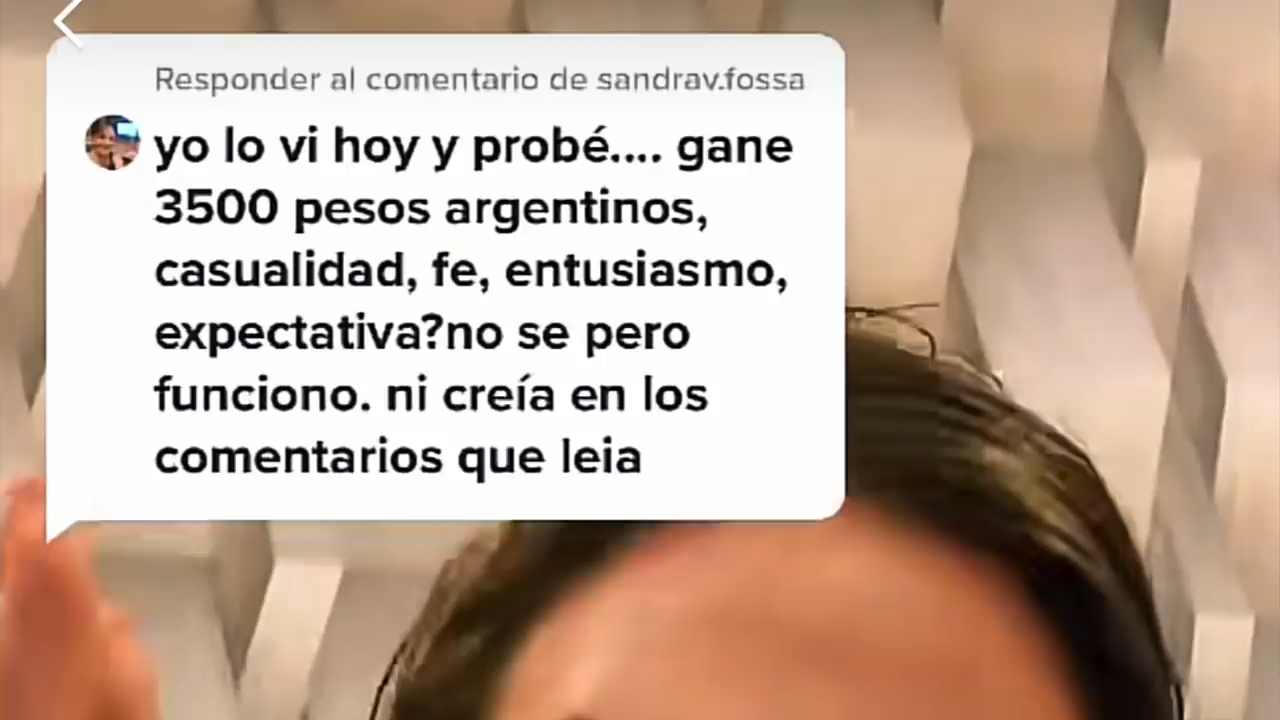 Responder al comentario de sandrav.fossa
yo lo vi hoy y probé.... gane
3500 pesos argentinos,
casualidad, fe, entusiasmo,
expectativa?no se pero
funciono. ni creía en los
comentarios que leia